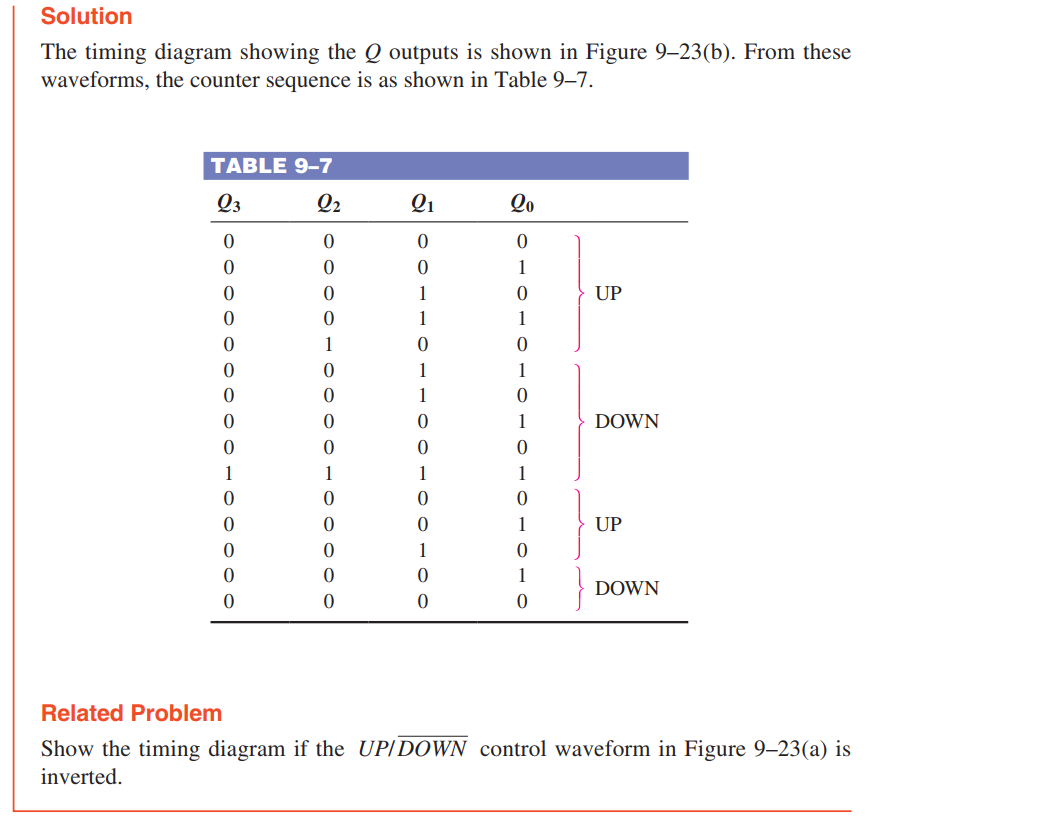 Solution
The timing diagram showing the Q outputs is shown in Figure 9–23(b). From these
waveforms, the counter sequence is as shown in Table 9–7.
TABLE 9–7
Q3 Q2 Q1 Q0
0 0 0 0
0 0 0 1
0 0 1 0 UP
0 0 1 1
0 1 0 0
0 0 1 1
0 0 1 0
0 0 0 1 DOWN
0 0 0 0
1 1 1 1
0 0 0 0
0 0 0 1 UP
0 0 1 0
0 0 0 1 DOWN
0 0 0 0
Related Problem
Show the timing diagram if the UP/DOWN control waveform in Figure 9–23(a) is
inverted.